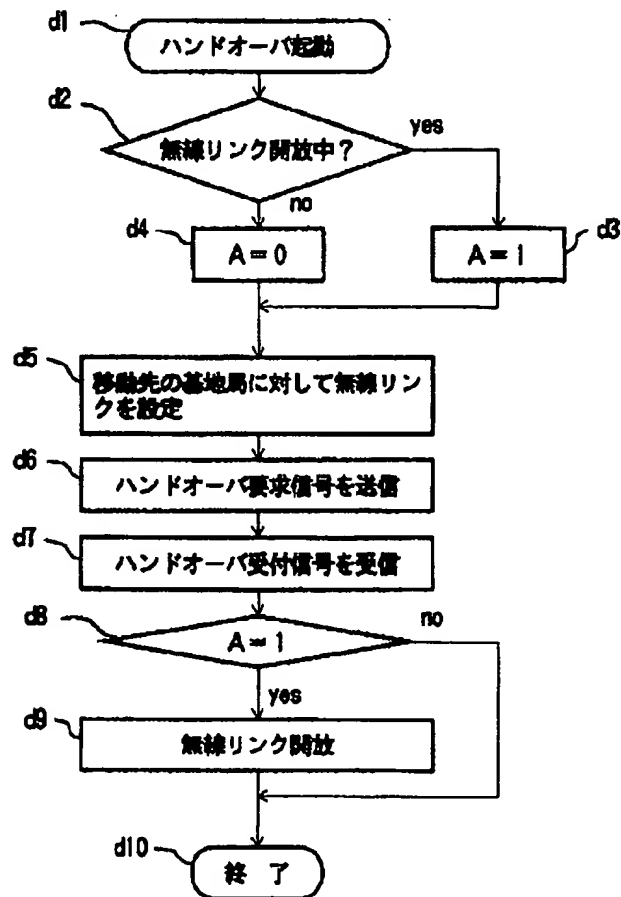 d1
ハンドオーバ起動
d2
無線リンク開放中?
yes
no
d4
A=0
d3
A=1
d5
移動先の基地局に対して無線リン
クを設定
d6
ハンドオーバ要求信号を送信
d7
ハンドオーバ受付信号を受信
d8
A=1
no
yes
d9
無線リンク開放
d10
終 了